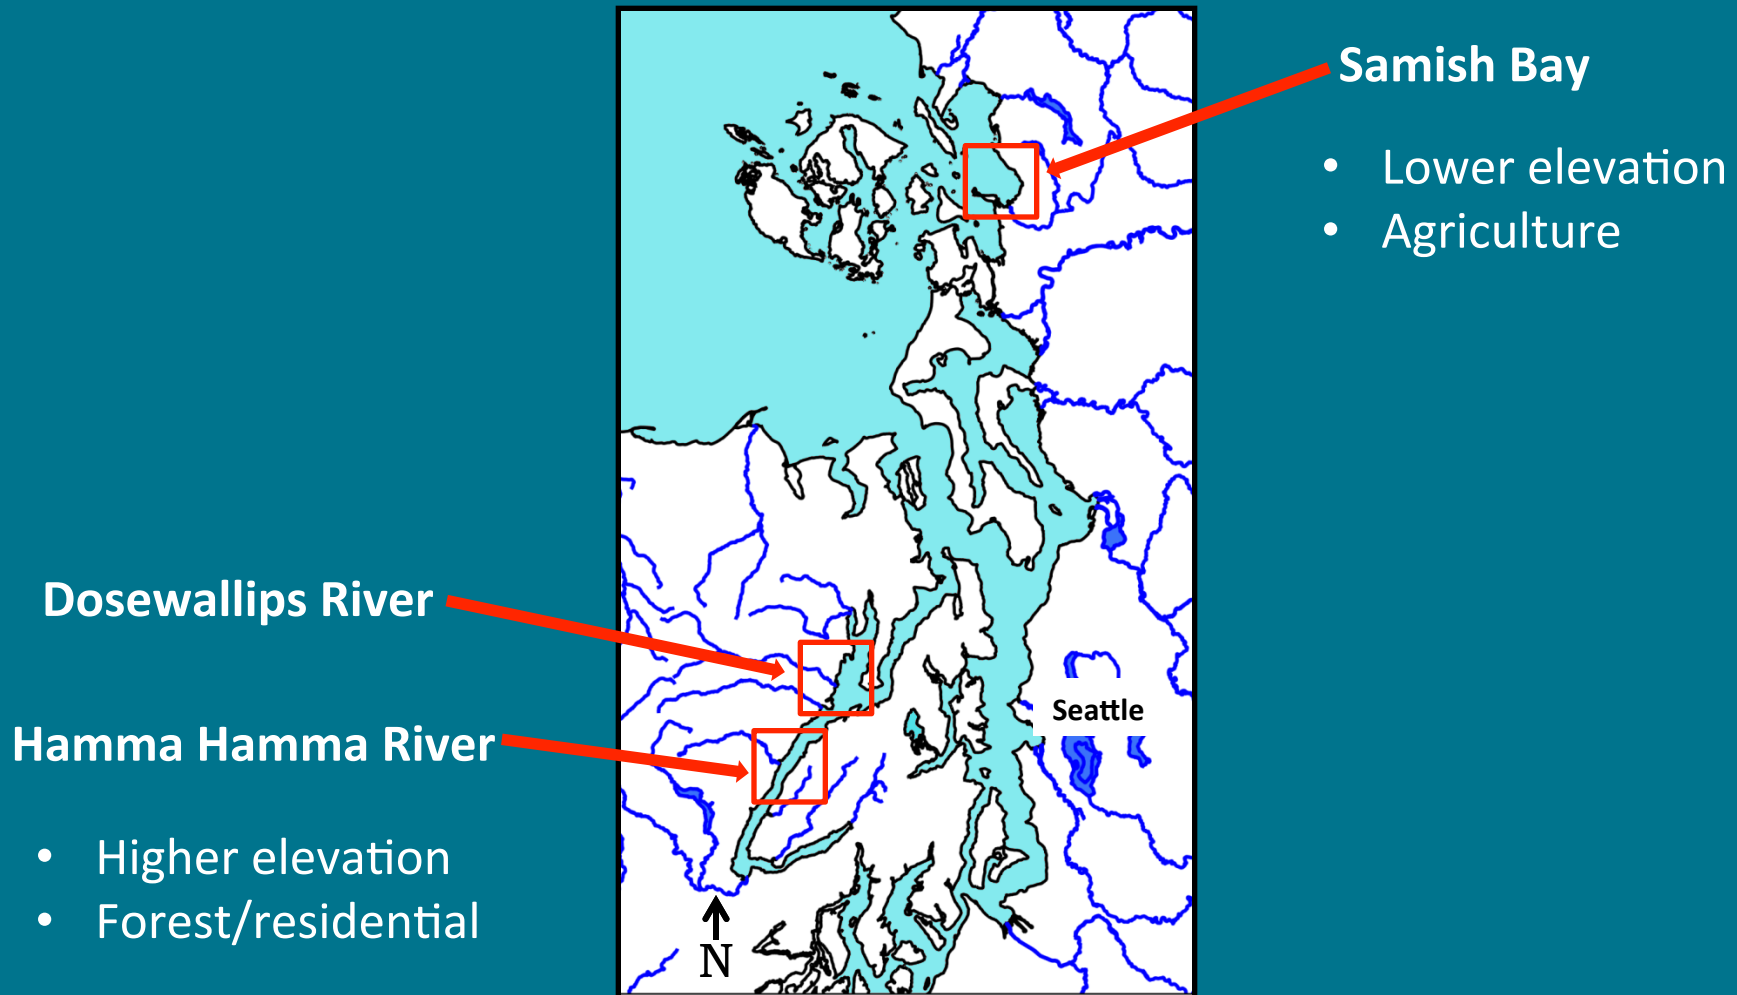 Samish Bay
• Lower elevation
• Agriculture
Dosewallips River
Hamma Hamma River
• Higher elevation
• Forest/residential
Seattle
N